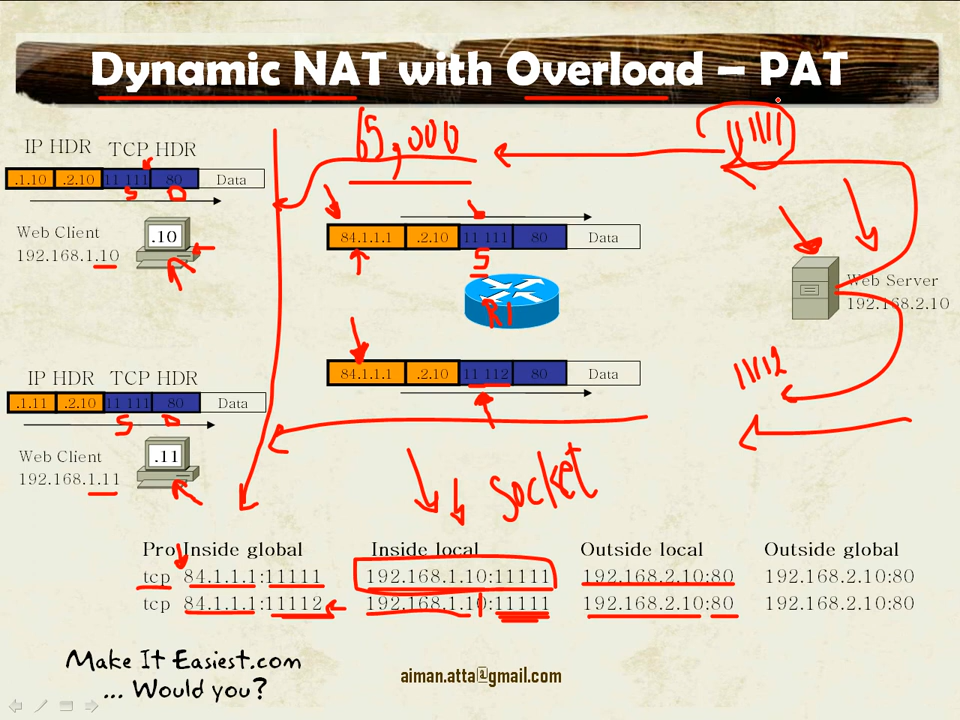 Dynamic NAT with Overload – PAT
65,000
11111
IP HDR TCP HDR
.1.10 .2.10 11 111 80 Data
S D
Web Client
192.168.1.10
.10
84.1.1.1 .2.10 11 111 80 Data
S
R1
Web Server
192.168.2.10
84.1.1.1 .2.10 11 112 80 Data
11112
IP HDR TCP HDR
.1.11 .2.10 11 111 80 Data
S D
Web Client
192.168.1.11
.11
Socket
Pro Inside global Inside local Outside local Outside global
tcp 84.1.1.1:11111 192.168.1.10:11111 192.168.2.10:80 192.168.2.10:80
tcp 84.1.1.1:11112 192.168.1.10:11111 192.168.2.10:80 192.168.2.10:80
Make It Easiest.com
... Would you?
aiman.atta@gmail.com